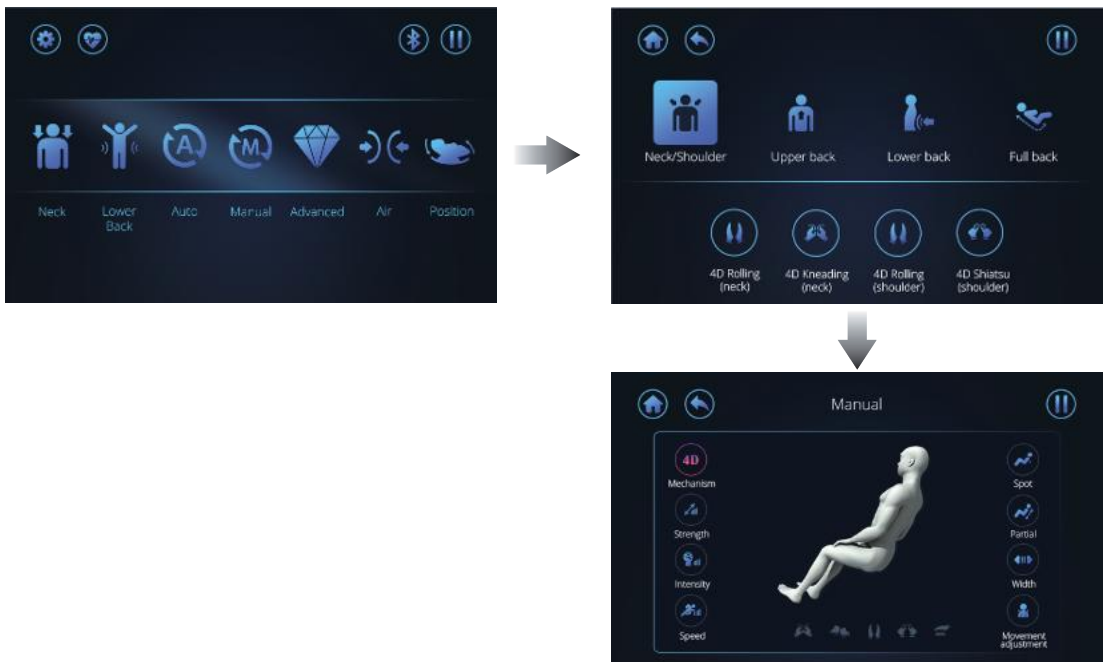 A
M
Neck
Lower
Back
Auto
Manual
Advanced
Air
Position
Neck/Shoulder
Upper back
Lower back
Full back
4D Rolling
(neck)
4D Kneading
(neck)
4D Rolling
(shoulder)
4D Shiatsu
(shoulder)
Manual
4D
Mechanism
Strength
Intensity
Speed
Spot
Partial
Width
Movement
adjustment